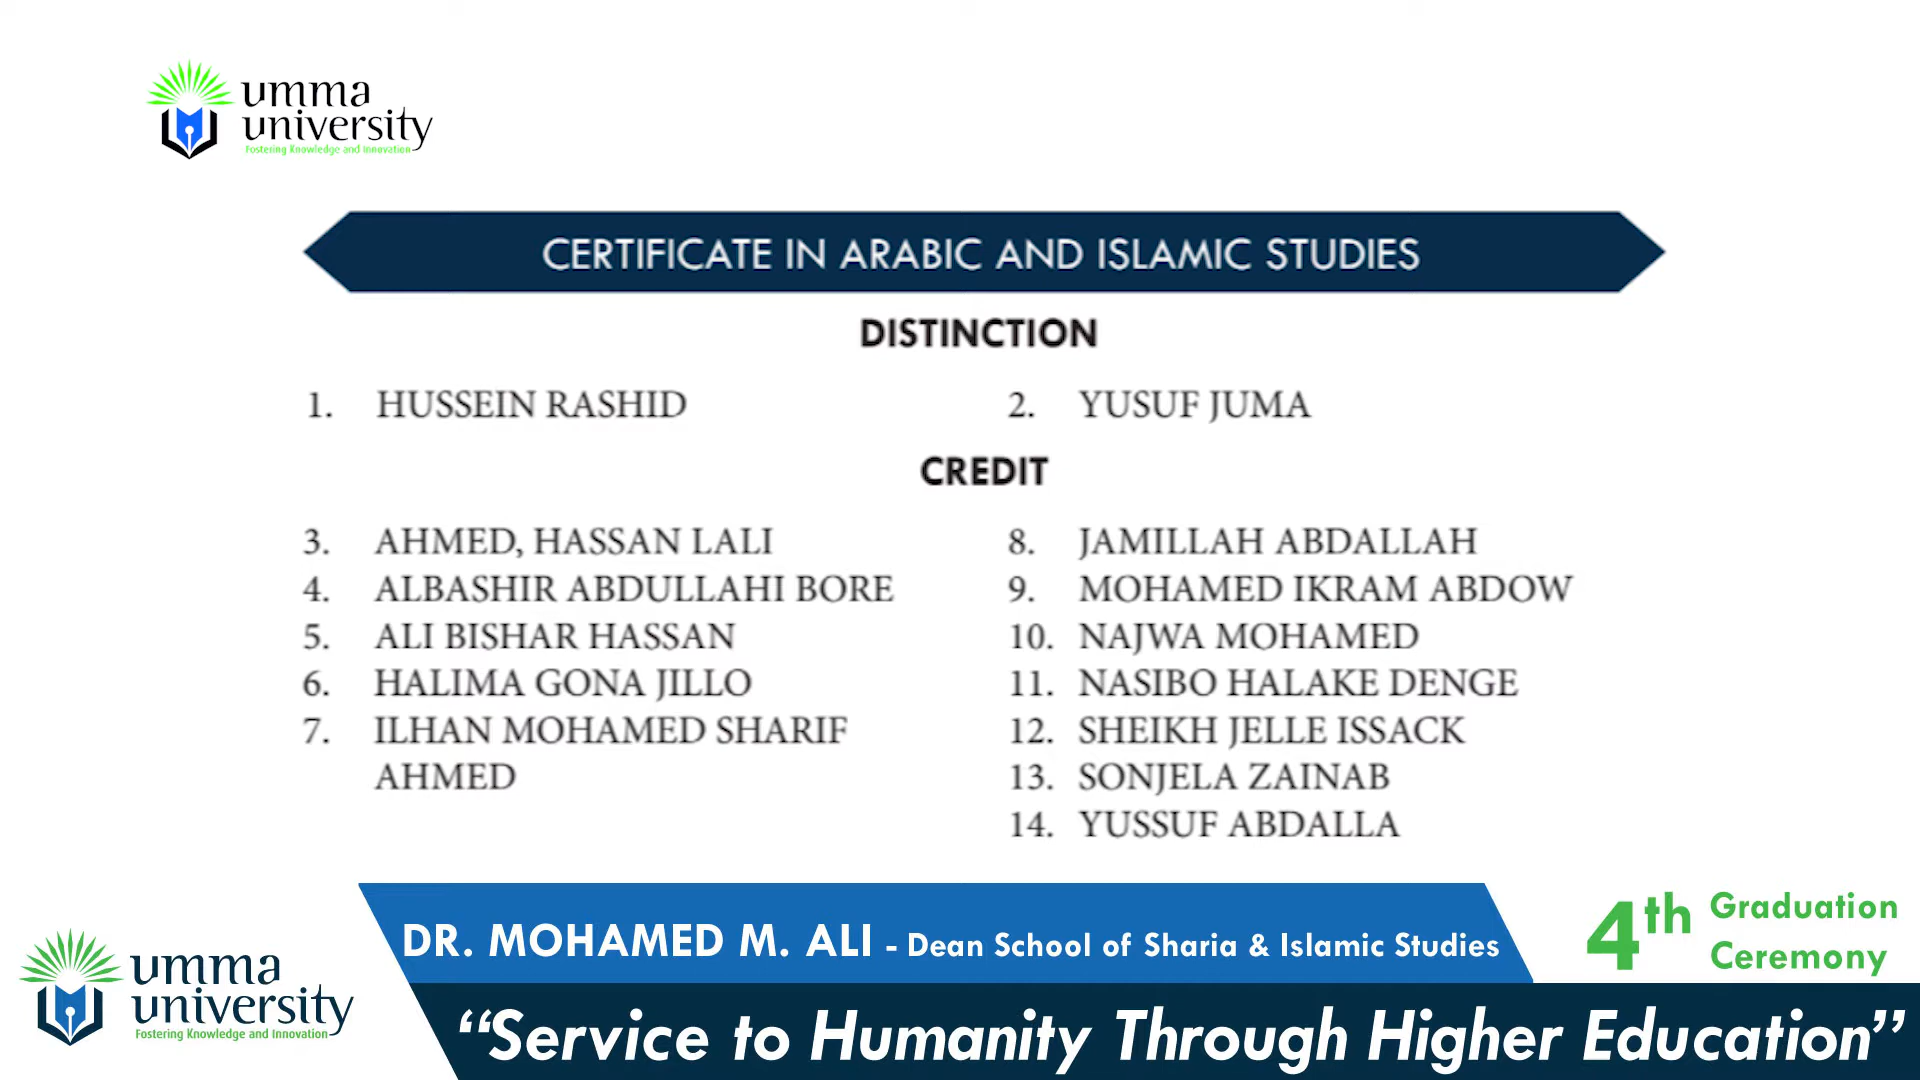 umma
university
Fostering Knowledge and Innovation
CERTIFICATE IN ARABIC AND ISLAMIC STUDIES
DISTINCTION
1. HUSSEIN RASHID
2. YUSUF JUMA
CREDIT
3. AHMED, HASSAN LALI
4. ALBASHIR ABDULLAHI BORE
5. ALI BISHAR HASSAN
6. HALIMA GONA JILLO
7. ILHAN MOHAMED SHARIF
AHMED
8. JAMILLAH ABDALLAH
9. MOHAMED IKRAM ABDOW
10. NAJWA MOHAMED
11. NASIBO HALAKE DENGE
12. SHEIKH JELLE ISSACK
13. SONJELA ZAINAB
14. YUSSUF ABDALLA
umma
university
Fostering Knowledge and Innovation
DR. MOHAMED M. ALI - Dean School of Sharia & Islamic Studies
4th Graduation
Ceremony
“Service to Humanity Through Higher Education”